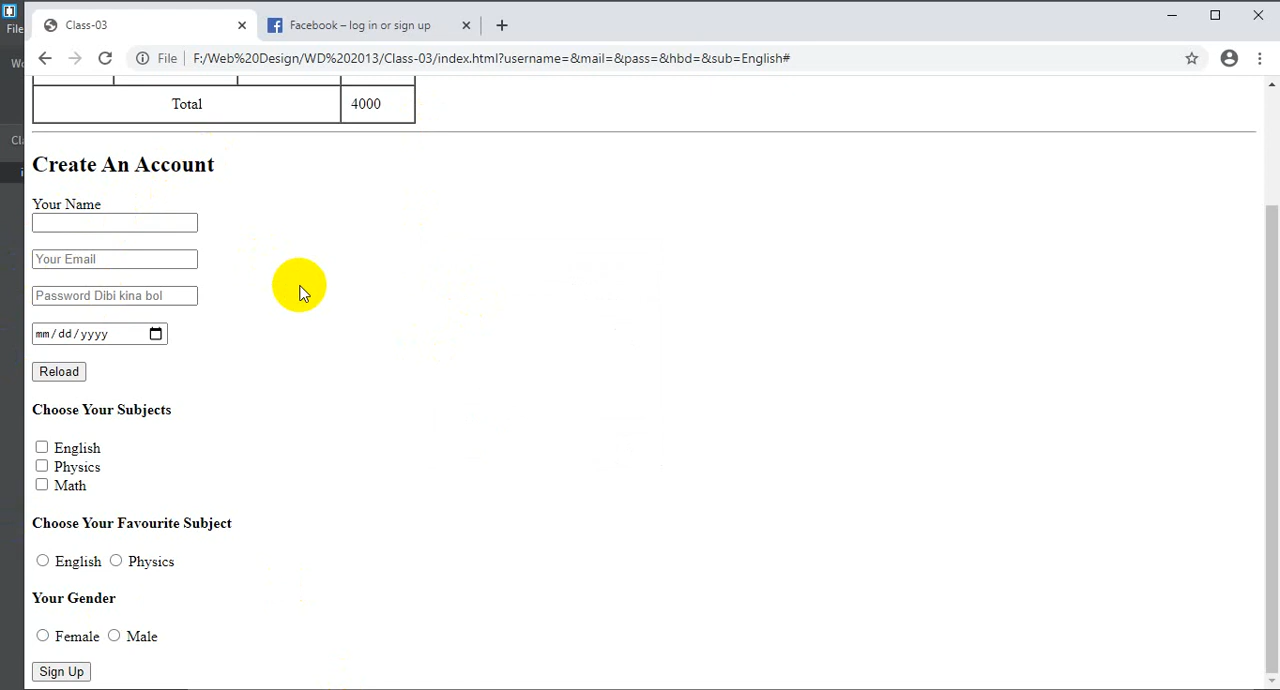 Class-03
Facebook – log in or sign up
File
File
F:/Web%20Design/WD%202013/Class-03/index.html?username=&mail=&pass=&hbd=&sub=English#
Total 4000
Create An Account
Your Name
Your Email
Password Dibi kina bol
mm/dd/yyyy
Reload
Choose Your Subjects
English
Physics
Math
Choose Your Favourite Subject
English Physics
Your Gender
Female Male
Sign Up